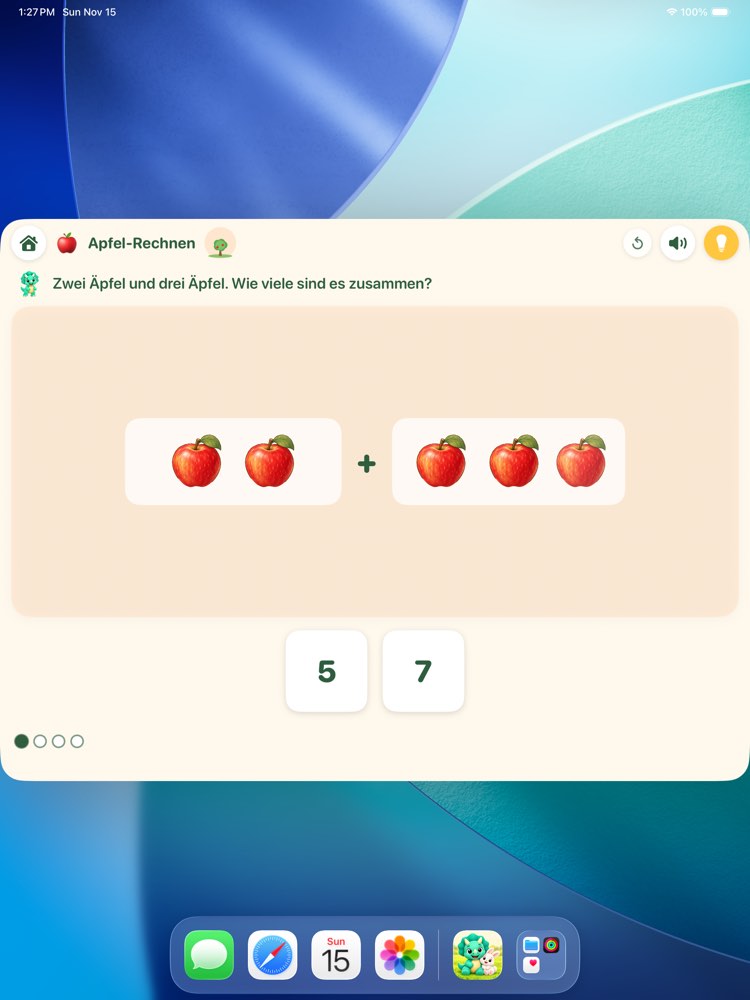 1:27 PM Sun Nov 15
100%
Apfel-Rechnen
Zwei Äpfel und drei Äpfel. Wie viele sind es zusammen?
+
5 7
Sun
15